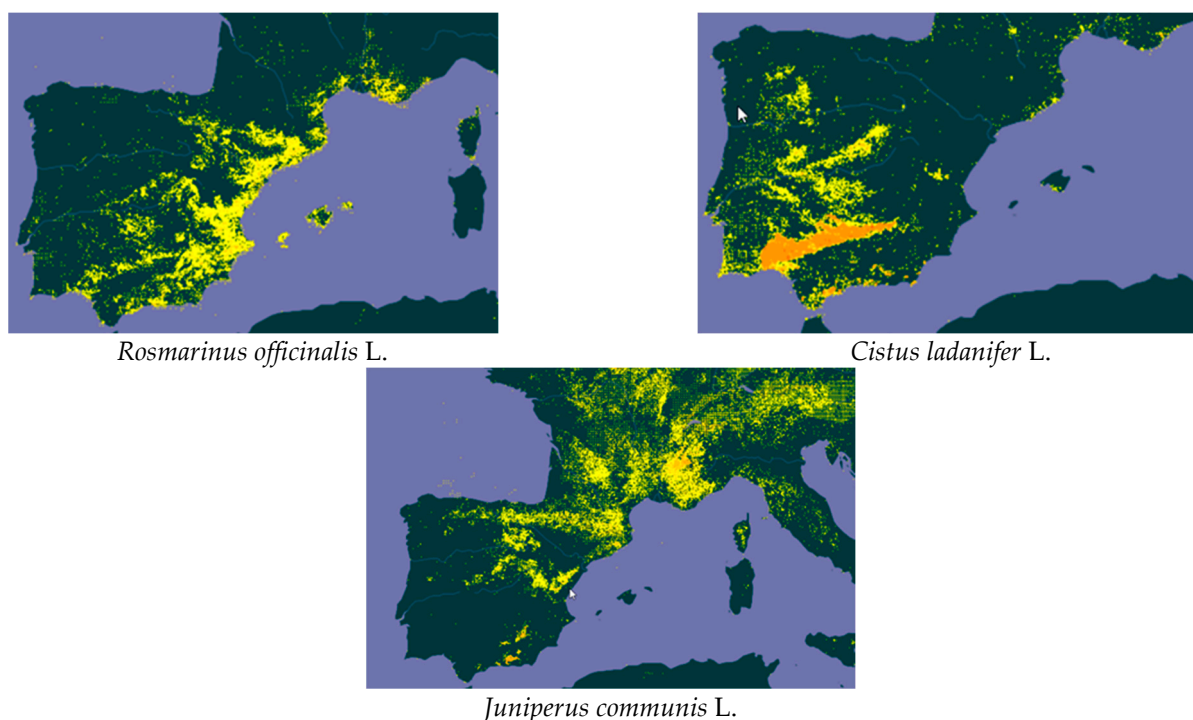 Rosmarinus officinalis L.
Cistus ladanifer L.
Juniperus communis L.